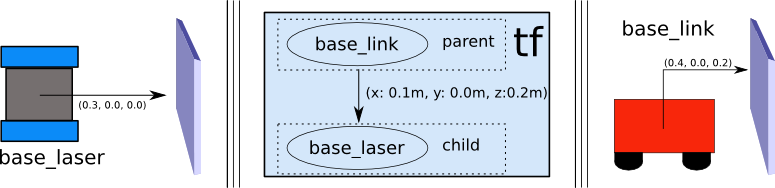 (0.3, 0.0, 0.0)
base_laser
base_link
parent
tf
(x: 0.1m, y: 0.0m, z:0.2m)
base_laser
child
base_link
(0.4, 0.0, 0.2)